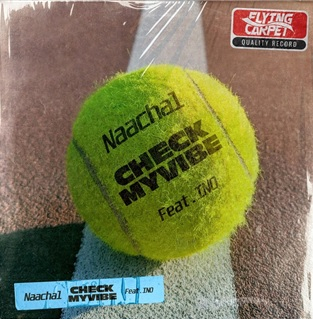 FLYING
CARPET
QUALITY RECORD
Naachal
CHECK
MYVIBE
Feat.INO
Naachal CHECK MYVIBE Feat.INO